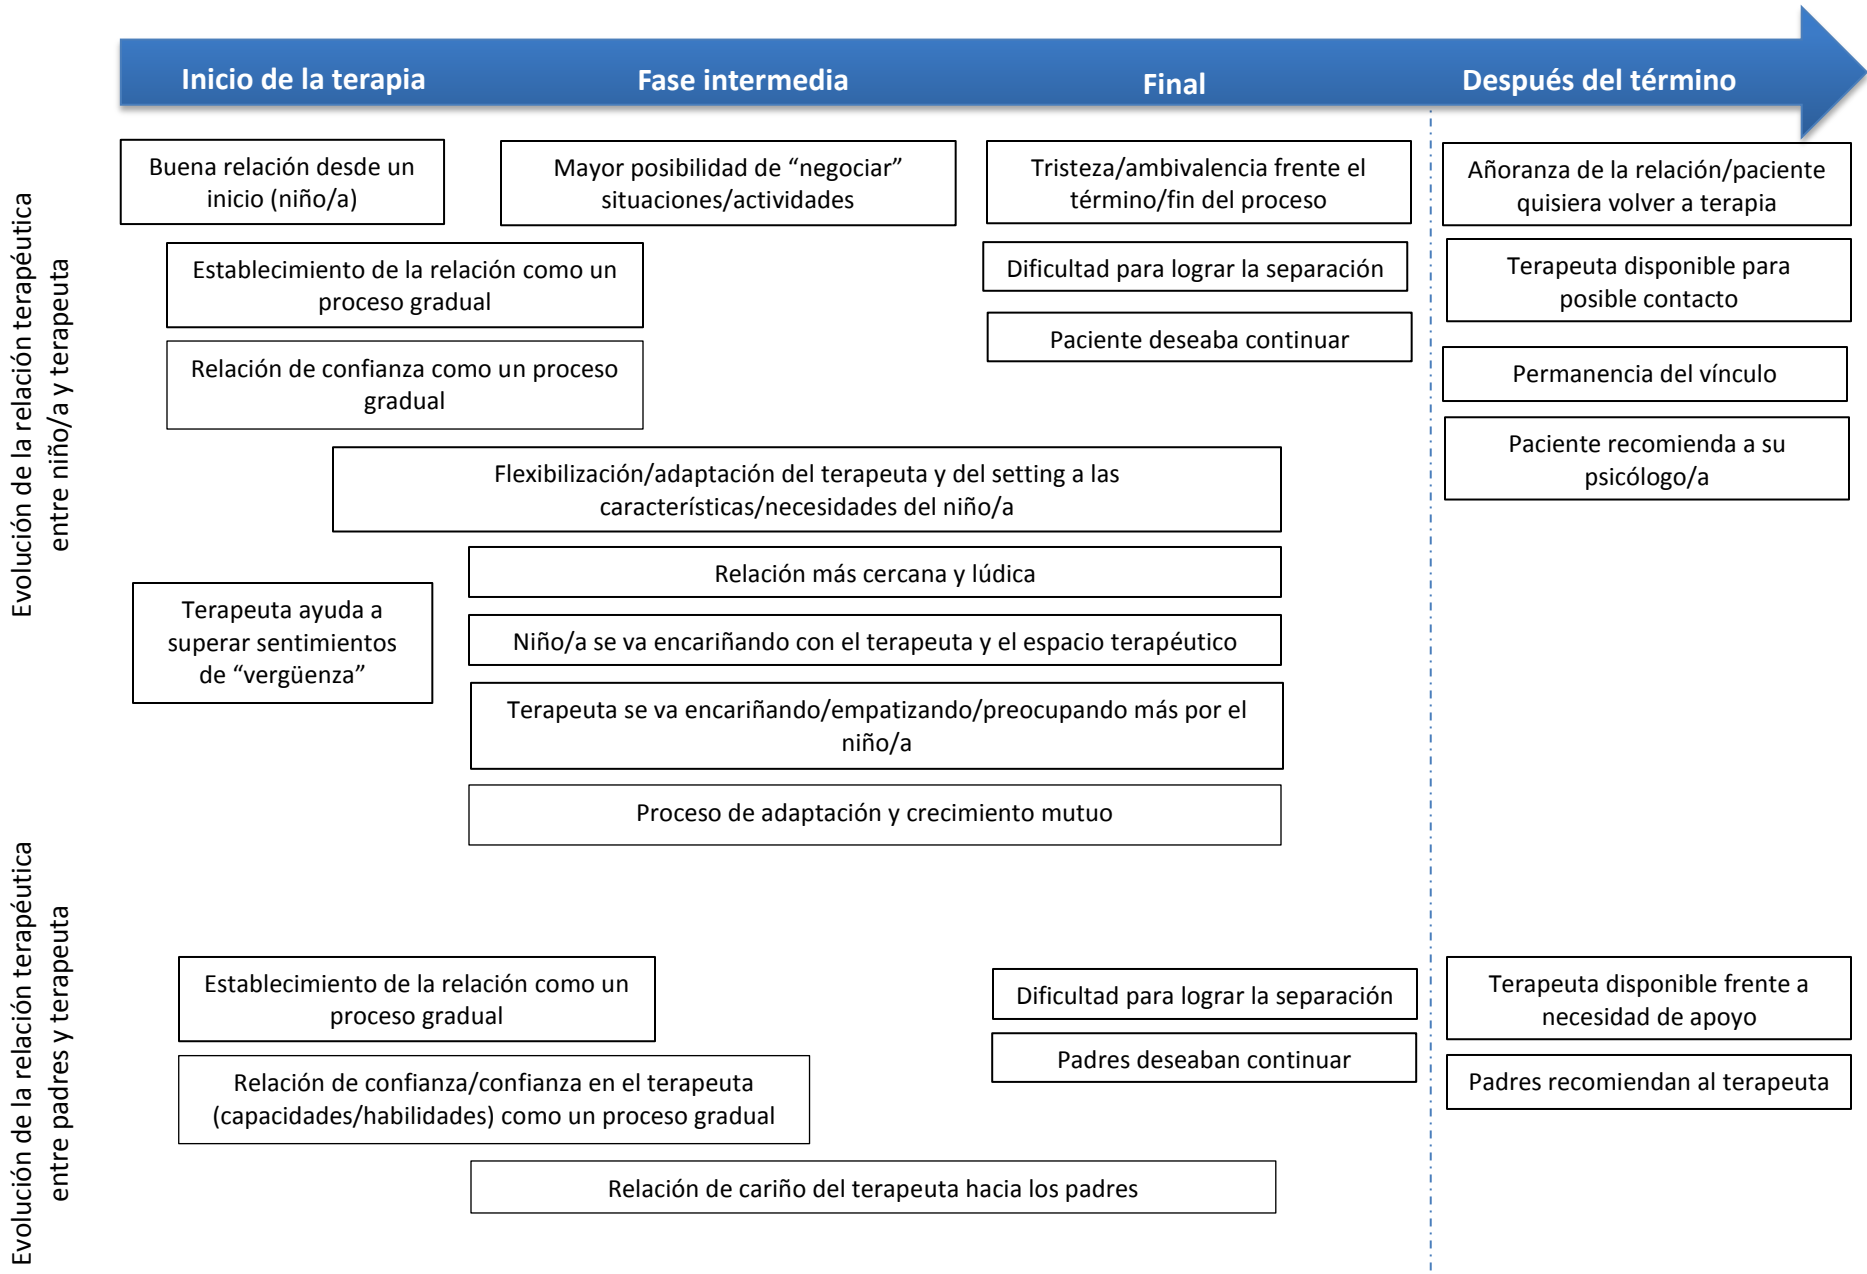 Inicio de la terapia
Fase intermedia
Final
Después del término
Evolución de la relación terapéutica
entre niño/a y terapeuta
Buena relación desde un
inicio (niño/a)
Mayor posibilidad de “negociar”
situaciones/actividades
Tristeza/ambivalencia frente el
término/fin del proceso
Añoranza de la relación/paciente
quisiera volver a terapia
Establecimiento de la relación como un
proceso gradual
Dificultad para lograr la separación
Terapeuta disponible para
posible contacto
Relación de confianza como un proceso
gradual
Paciente deseaba continuar
Permanencia del vínculo
Flexibilización/adaptación del terapeuta y del setting a las
características/necesidades del niño/a
Paciente recomienda a su
psicólogo/a
Relación más cercana y lúdica
Terapeuta ayuda a
superar sentimientos
de “vergüenza”
Niño/a se va encariñando con el terapeuta y el espacio terapéutico
Terapeuta se va encariñando/empatizando/preocupando más por el
niño/a
Proceso de adaptación y crecimiento mutuo
Evolución de la relación terapéutica
entre padres y terapeuta
Establecimiento de la relación como un
proceso gradual
Dificultad para lograr la separación
Terapeuta disponible frente a
necesidad de apoyo
Relación de confianza/confianza en el terapeuta
(capacidades/habilidades) como un proceso gradual
Padres deseaban continuar
Padres recomiendan al terapeuta
Relación de cariño del terapeuta hacia los padres